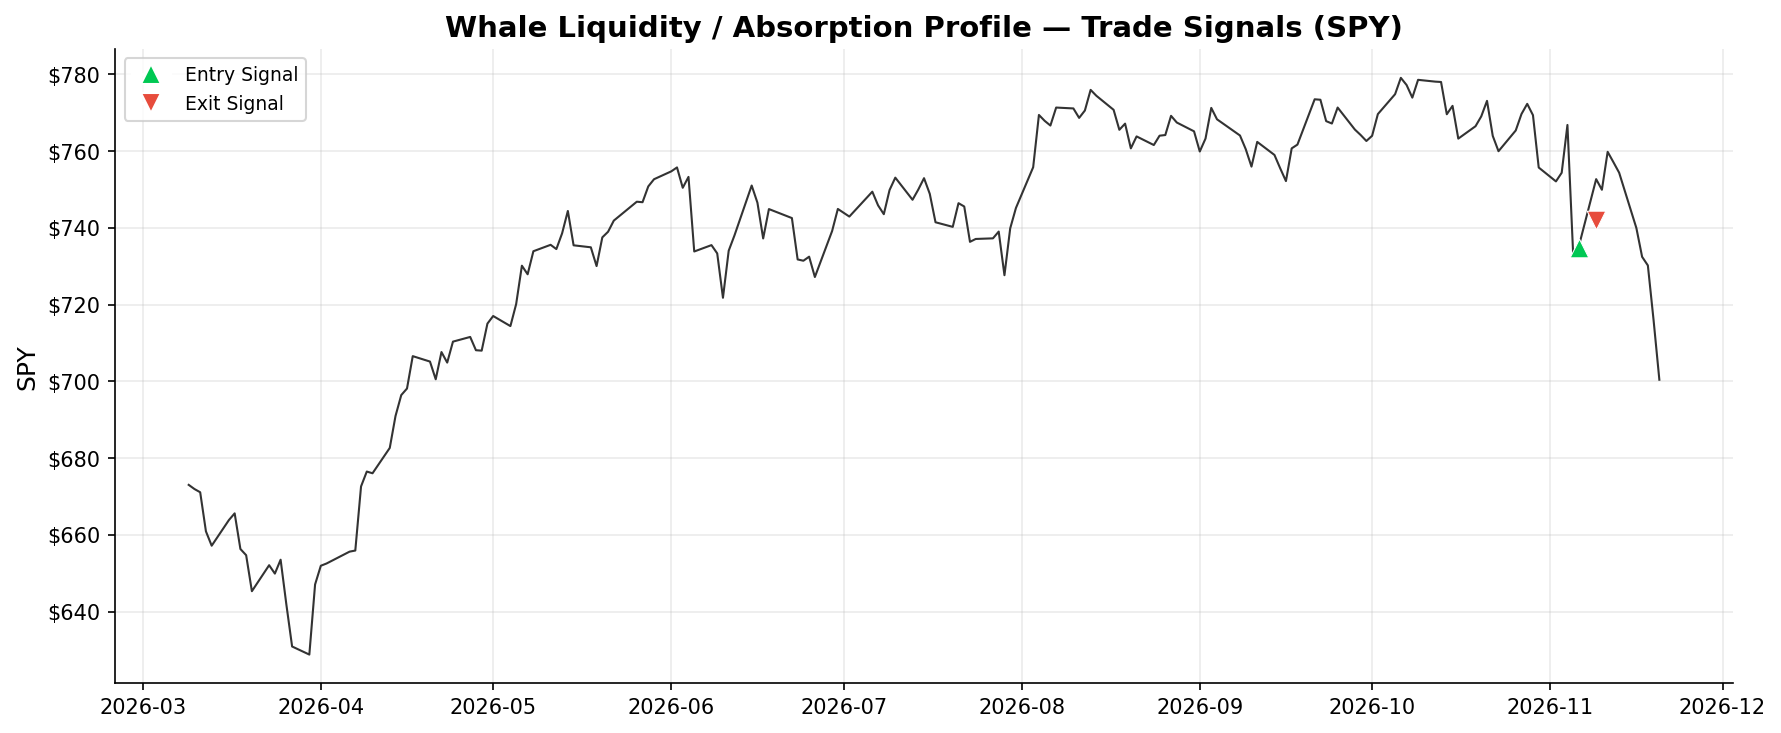 Whale Liquidity / Absorption Profile — Trade Signals (SPY)
Entry Signal
Exit Signal
SPY
$780
$760
$740
$720
$700
$680
$660
$640
2026-03 2026-04 2026-05 2026-06 2026-07 2026-08 2026-09 2026-10 2026-11 2026-12